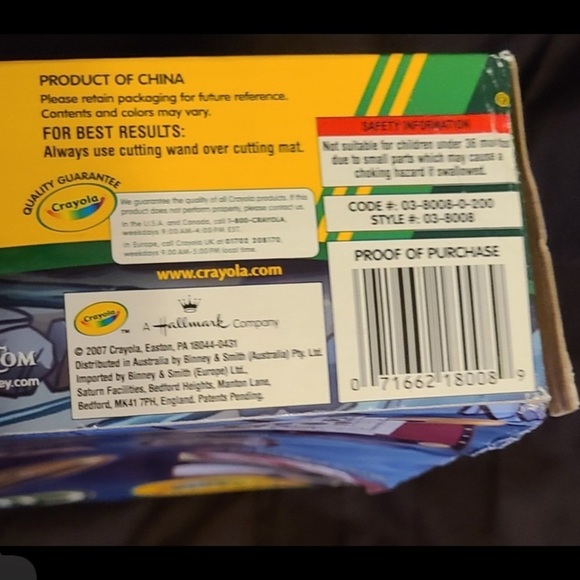 PRODUCT OF CHINA
Please retain packaging for future reference.
Contents and colors may vary.
FOR BEST RESULTS:
Always use cutting wand over cutting mat.
QUALITY GUARANTEE
Crayola
We guarantee the quality of all Crayola products. If this
product does not perform properly, please contact us.
In the U.S.A. and Canada, call 1-800-CRAYOLA,
weekdays 9:00 AM-4:00 PM EST.
In Europe, call Crayola UK at 01702 208170,
weekdays 9:00 AM-5:00 PM local time.
www.crayola.com
Crayola
™
A Hallmark Company
© 2007 Crayola, Easton, PA 18044-0431
Distributed in Australia by Binney & Smith (Australia) Pty. Ltd.
Imported by Binney & Smith (Europe) Ltd.,
Saturn Facilities, Bedford Heights, Manton Lane,
Bedford, MK41 7PH, England. Patents Pending.
SAFETY INFORMATION
Not suitable for children under 36 months
due to small parts which may cause a
choking hazard if swallowed.
CODE #: 03-8008-0-200
STYLE #: 03-8008
PROOF OF PURCHASE
0 71662 18008 9
COM
ey.com